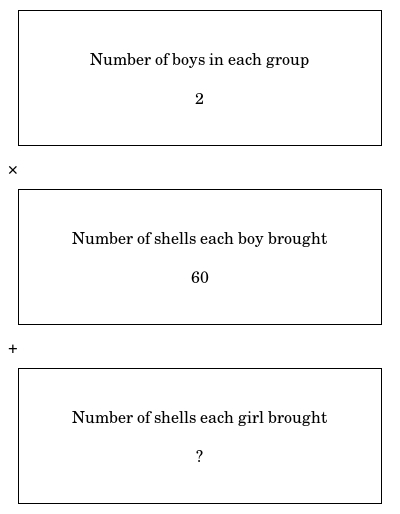 Number of boys in each group
2
×
Number of shells each boy brought
60
+
Number of shells each girl brought
?